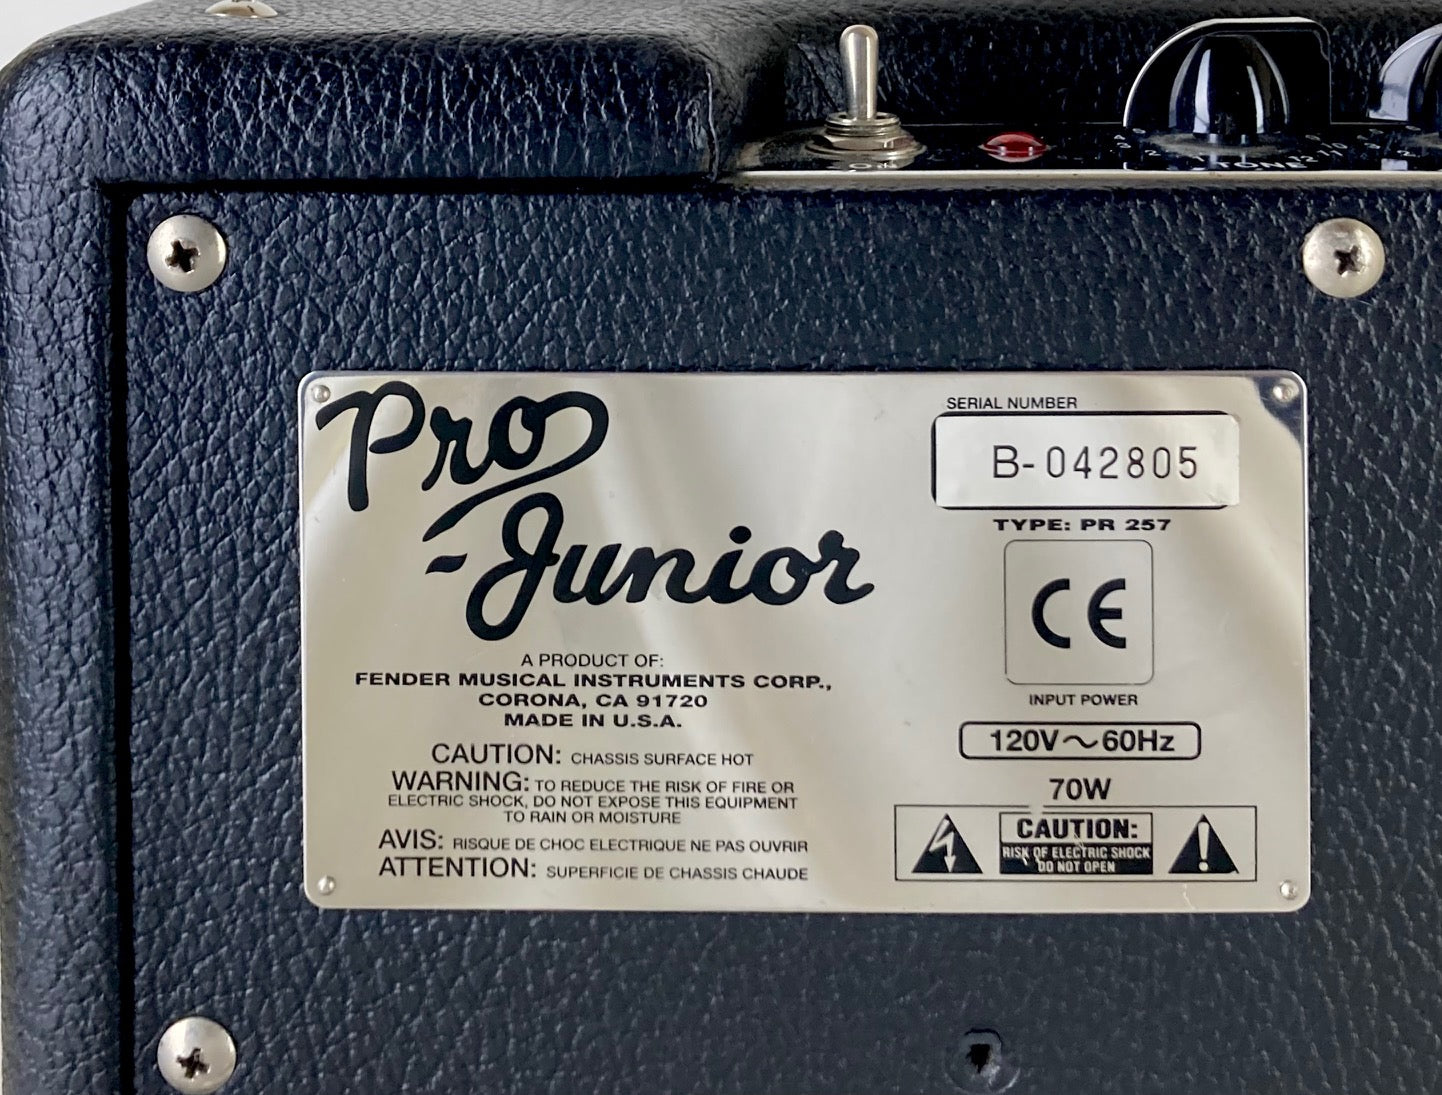 ON
1 TONE 12
Pro
Junior
SERIAL NUMBER
B-042805
TYPE: PR 257
CE
INPUT POWER
120V～60Hz
70W
A PRODUCT OF:
FENDER MUSICAL INSTRUMENTS CORP.,
CORONA, CA 91720
MADE IN U.S.A.
CAUTION: CHASSIS SURFACE HOT
WARNING: TO REDUCE THE RISK OF FIRE OR
ELECTRIC SHOCK, DO NOT EXPOSE THIS EQUIPMENT
TO RAIN OR MOISTURE
AVIS: RISQUE DE CHOC ELECTRIQUE NE PAS OUVRIR
ATTENTION: SUPERFICIE DE CHASSIS CHAUDE
CAUTION:
RISK OF ELECTRIC SHOCK
DO NOT OPEN